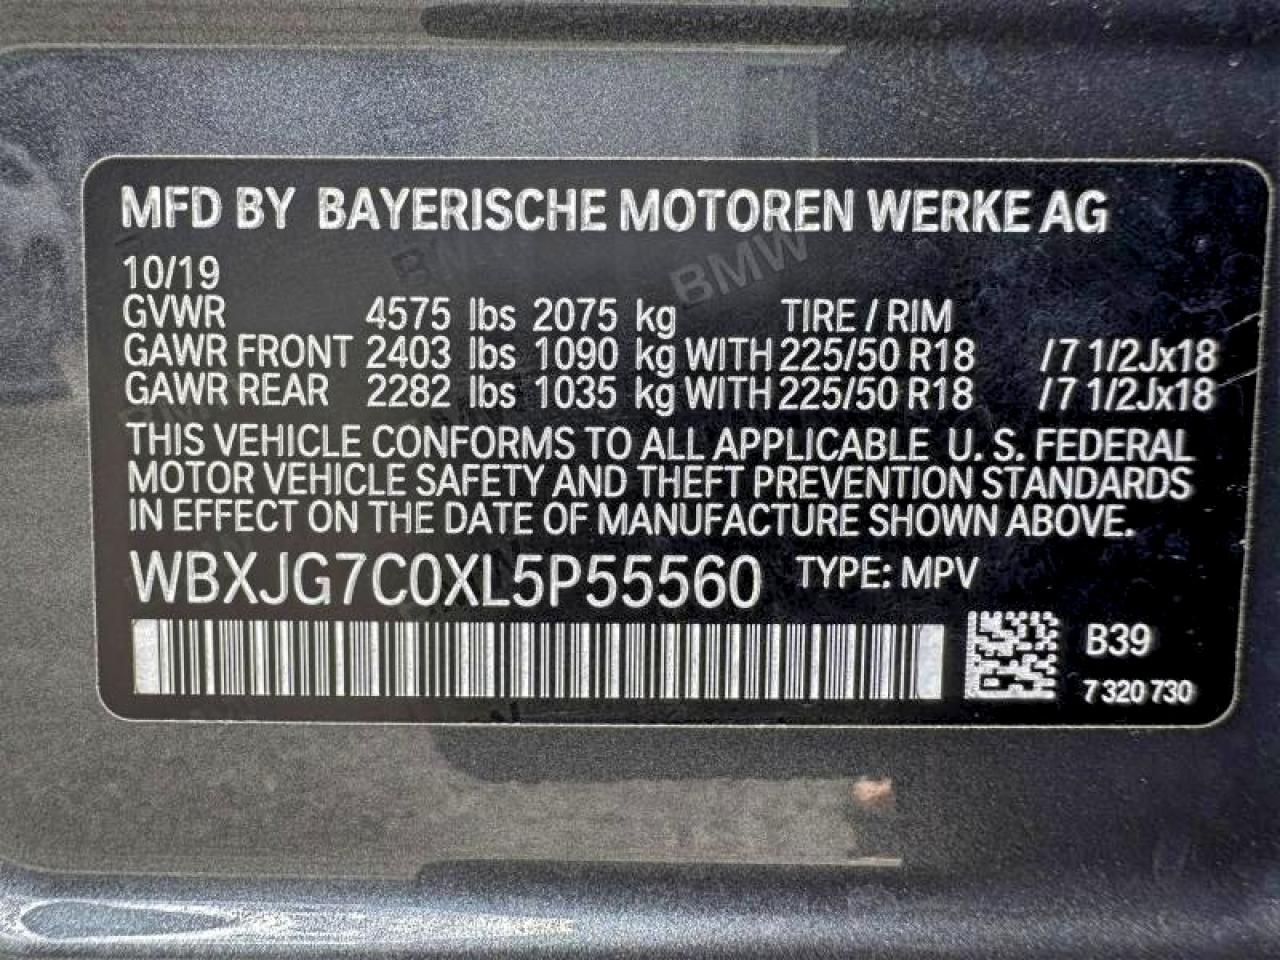 MFD BY BAYERISCHE MOTOREN WERKE AG
10/19
GVWR 4575 lbs 2075 kg TIRE / RIM
GAWR FRONT 2403 lbs 1090 kg WITH 225/50 R18 /7 1/2Jx18
GAWR REAR 2282 lbs 1035 kg WITH 225/50 R18 /7 1/2Jx18
THIS VEHICLE CONFORMS TO ALL APPLICABLE U. S. FEDERAL
MOTOR VEHICLE SAFETY AND THEFT PREVENTION STANDARDS
IN EFFECT ON THE DATE OF MANUFACTURE SHOWN ABOVE.
WBXJG7C0XL5P55560 TYPE: MPV
B39
7 320 730
BMW
BMW
BMW